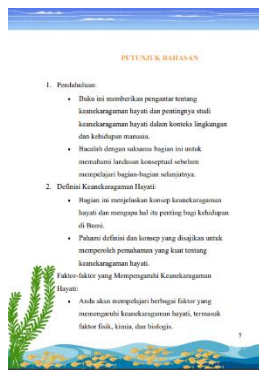 PETUNJUK BAHASAN
1. Pendahuluan:
• Buku ini memberikan pengantar tentang
keanekaragaman hayati dan pentingnya studi
keanekaragaman hayati dalam konteks lingkungan
dan kehidupan manusia.
• Bacalah dengan saksama bagian ini untuk
memahami landasan konseptual sebelum
mempelajari bagian-bagian selanjutnya.
2. Definisi Keanekaragaman Hayati:
• Bagian ini menjelaskan konsep keanekaragaman
hayati dan mengapa hal itu penting bagi kehidupan
di Bumi.
• Pahami definisi dan konsep yang disajikan untuk
memperoleh pemahaman yang kuat tentang
keanekaragaman hayati.
Faktor-faktor yang Mempengaruhi Keanekaragaman
Hayati:
• Anda akan mempelajari berbagai faktor yang
memengaruhi keanekaragaman hayati, termasuk
faktor fisik, kimia, dan biologis.
5